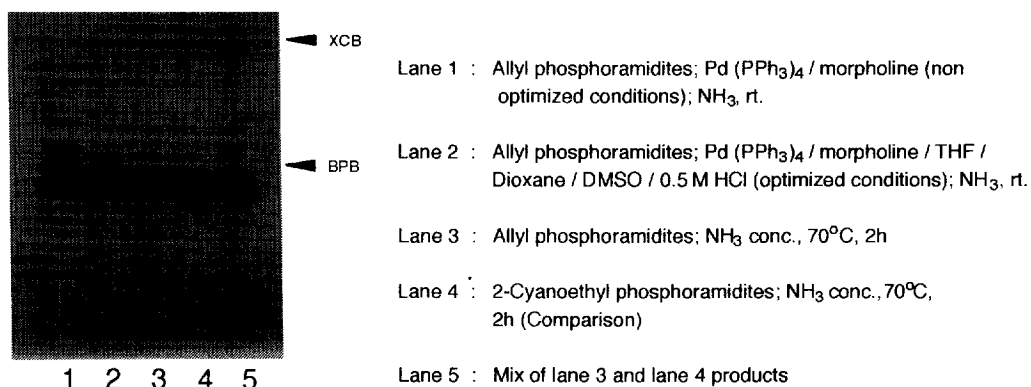 XCB
BPB
1 2 3 4 5
Lane 1 : Allyl phosphoramidites; Pd (PPh3)4 / morpholine (non
optimized conditions); NH3, rt.
Lane 2 : Allyl phosphoramidites; Pd (PPh3)4 / morpholine / THF /
Dioxane / DMSO / 0.5 M HCl (optimized conditions); NH3, rt.
Lane 3 : Allyl phosphoramidites; NH3 conc., 70°C, 2h
Lane 4 : 2-Cyanoethyl phosphoramidites; NH3 conc., 70°C,
2h (Comparison)
Lane 5 : Mix of lane 3 and lane 4 products